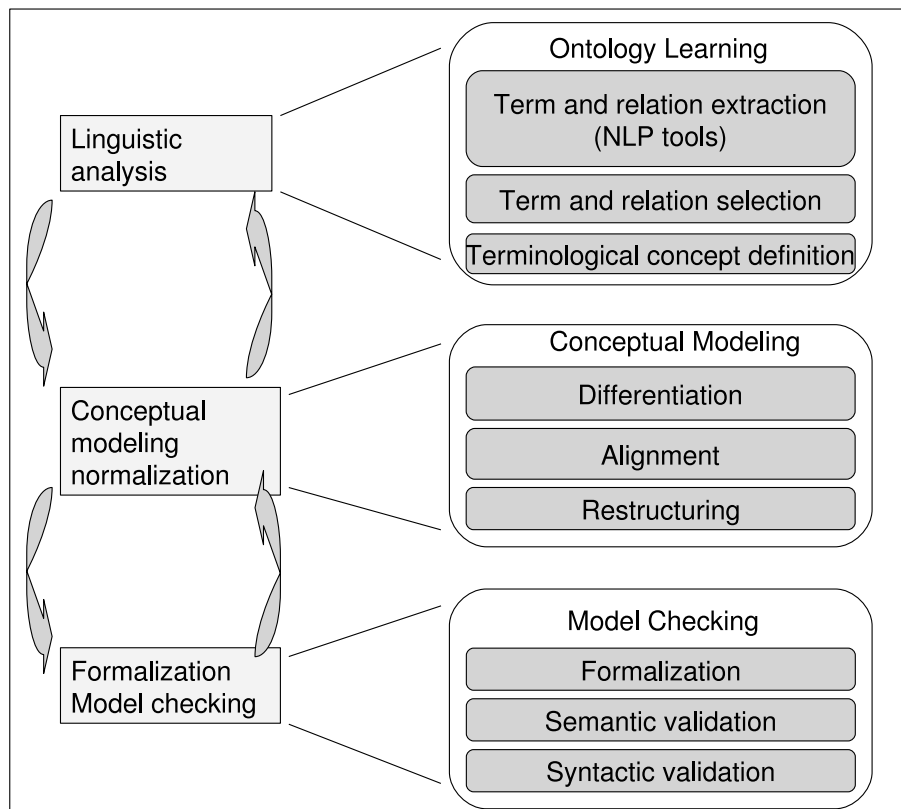 Linguistic
analysis
Ontology Learning
Term and relation extraction
(NLP tools)
Term and relation selection
Terminological concept definition
Conceptual
modeling
normalization
Conceptual Modeling
Differentiation
Alignment
Restructuring
Formalization
Model checking
Model Checking
Formalization
Semantic validation
Syntactic validation